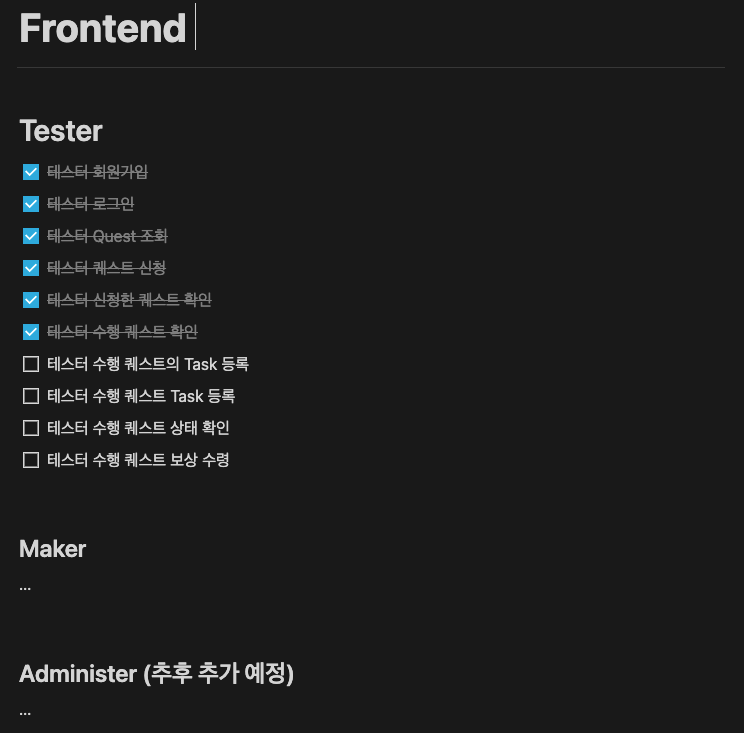 Frontend
Tester
테스터 회원가입
테스터 로그인
테스터 Quest 조회
테스터 퀘스트 신청
테스터 신청한 퀘스트 확인
테스터 수행 퀘스트 확인
테스터 수행 퀘스트의 Task 등록
테스터 수행 퀘스트 Task 등록
테스터 수행 퀘스트 상태 확인
테스터 수행 퀘스트 보상 수령
Maker
...
Administer (추후 추가 예정)
...